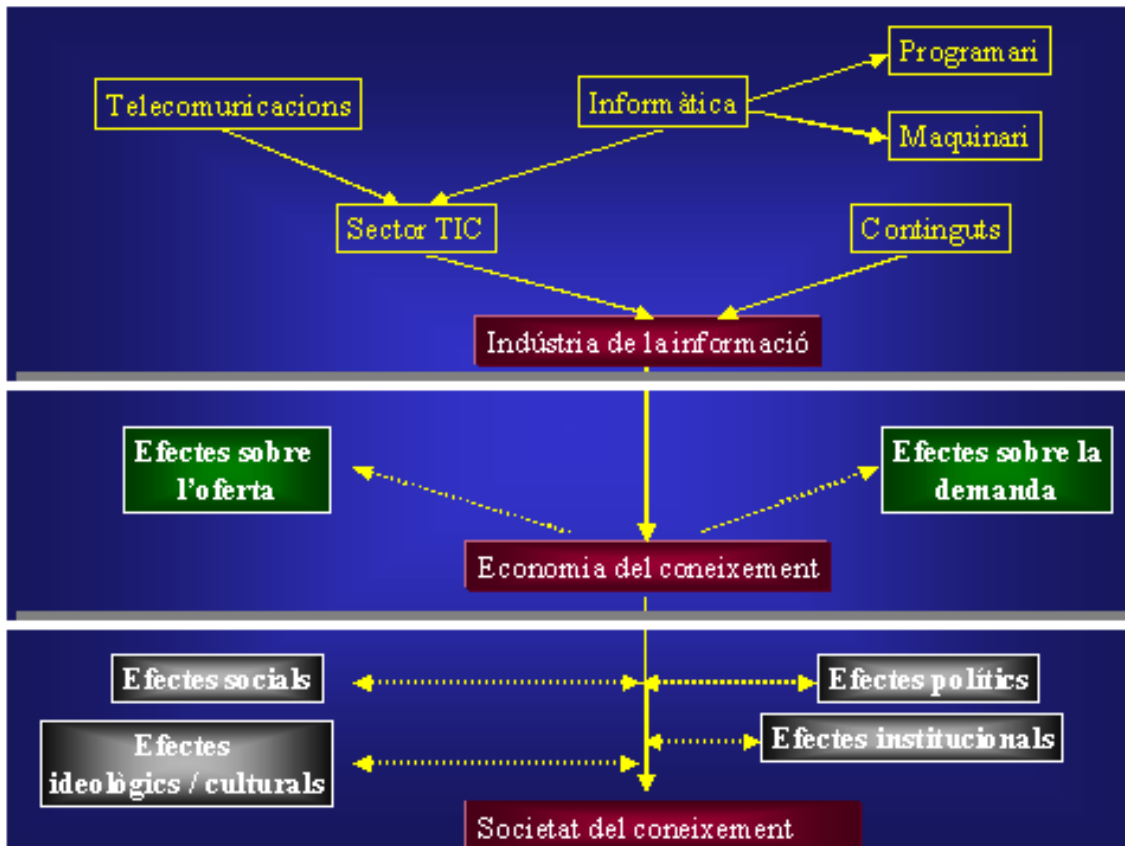 Programari
Telecomunicacions
Informàtica
Maquinari
Sector TIC
Continguts
Indústria de la informació
Efectes sobre
l'oferta
Efectes sobre la
demanda
Economia del coneixement
Efectes socials
Efectes polítics
Efectes
ideològics / culturals
Efectes institucionals
Societat del coneixement